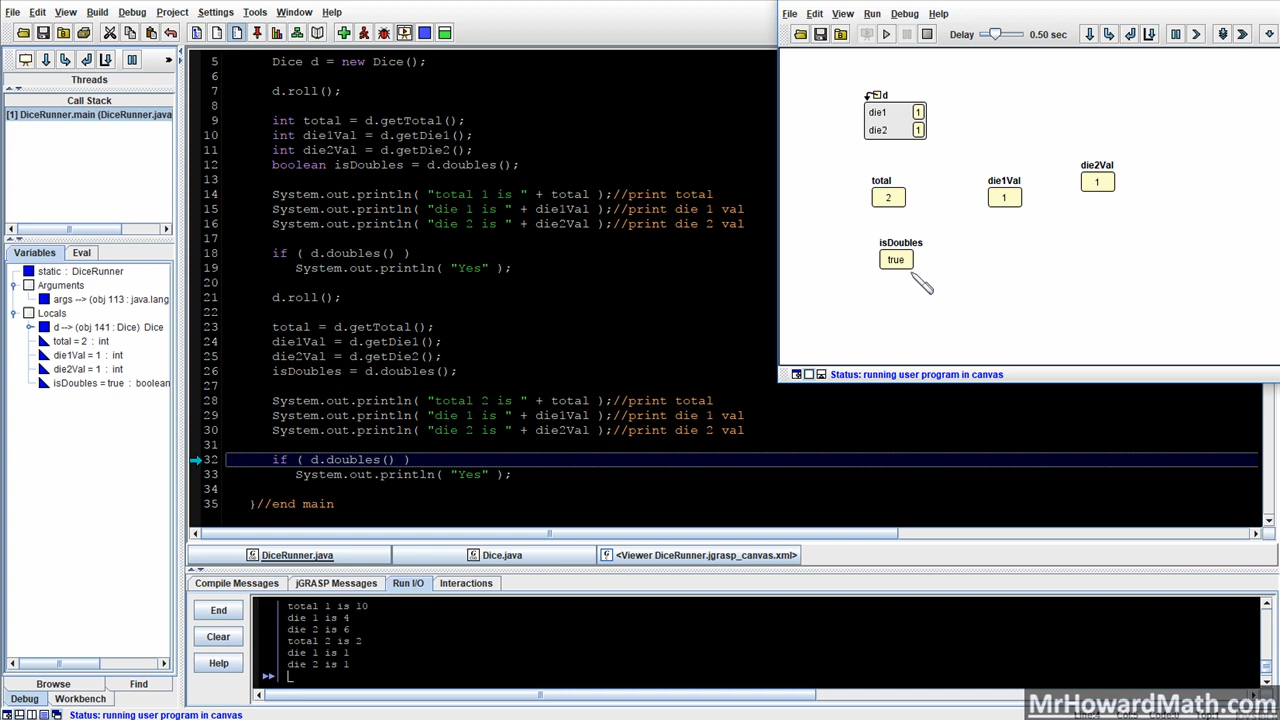 File Edit View Build Debug Project Settings Tools Window Help
Threads
Call Stack
[1] DiceRunner.main (DiceRunner.java
Variables Eval
static : DiceRunner
Arguments
args --> (obj 113 : java.lang
Locals
d --> (obj 141 : Dice) Dice
total = 2 : int
die1Val = 1 : int
die2Val = 1 : int
isDoubles = true : boolean
Browse Find
Debug Workbench
5 Dice d = new Dice();
6
7 d.roll();
8
9 int total = d.getTotal();
10 int die1Val = d.getDie1();
11 int die2Val = d.getDie2();
12 boolean isDoubles = d.doubles();
13
14 System.out.println( "total 1 is " + total );//print total
15 System.out.println( "die 1 is " + die1Val );//print die 1 val
16 System.out.println( "die 2 is " + die2Val );//print die 2 val
17
18 if ( d.doubles() )
19 System.out.println( "Yes" );
20
21 d.roll();
22
23 total = d.getTotal();
24 die1Val = d.getDie1();
25 die2Val = d.getDie2();
26 isDoubles = d.doubles();
27
28 System.out.println( "total 2 is " + total );//print total
29 System.out.println( "die 1 is " + die1Val );//print die 1 val
30 System.out.println( "die 2 is " + die2Val );//print die 2 val
31
32 if ( d.doubles() )
33 System.out.println( "Yes" );
34
35 }//end main
DiceRunner.java Dice.java <Viewer DiceRunner.jgrasp_canvas.xml>
Compile Messages jGRASP Messages Run I/O Interactions
End
Clear
Help
total 1 is 10
die 1 is 4
die 2 is 6
total 2 is 2
die 1 is 1
die 2 is 1
File Edit View Run Debug Help
Delay 0.50 sec
d
die1 1
die2 1
die2Val
1
total die1Val
2 1
isDoubles
true
Status: running user program in canvas
Status: running user program in canvas
MrHowardMath.com